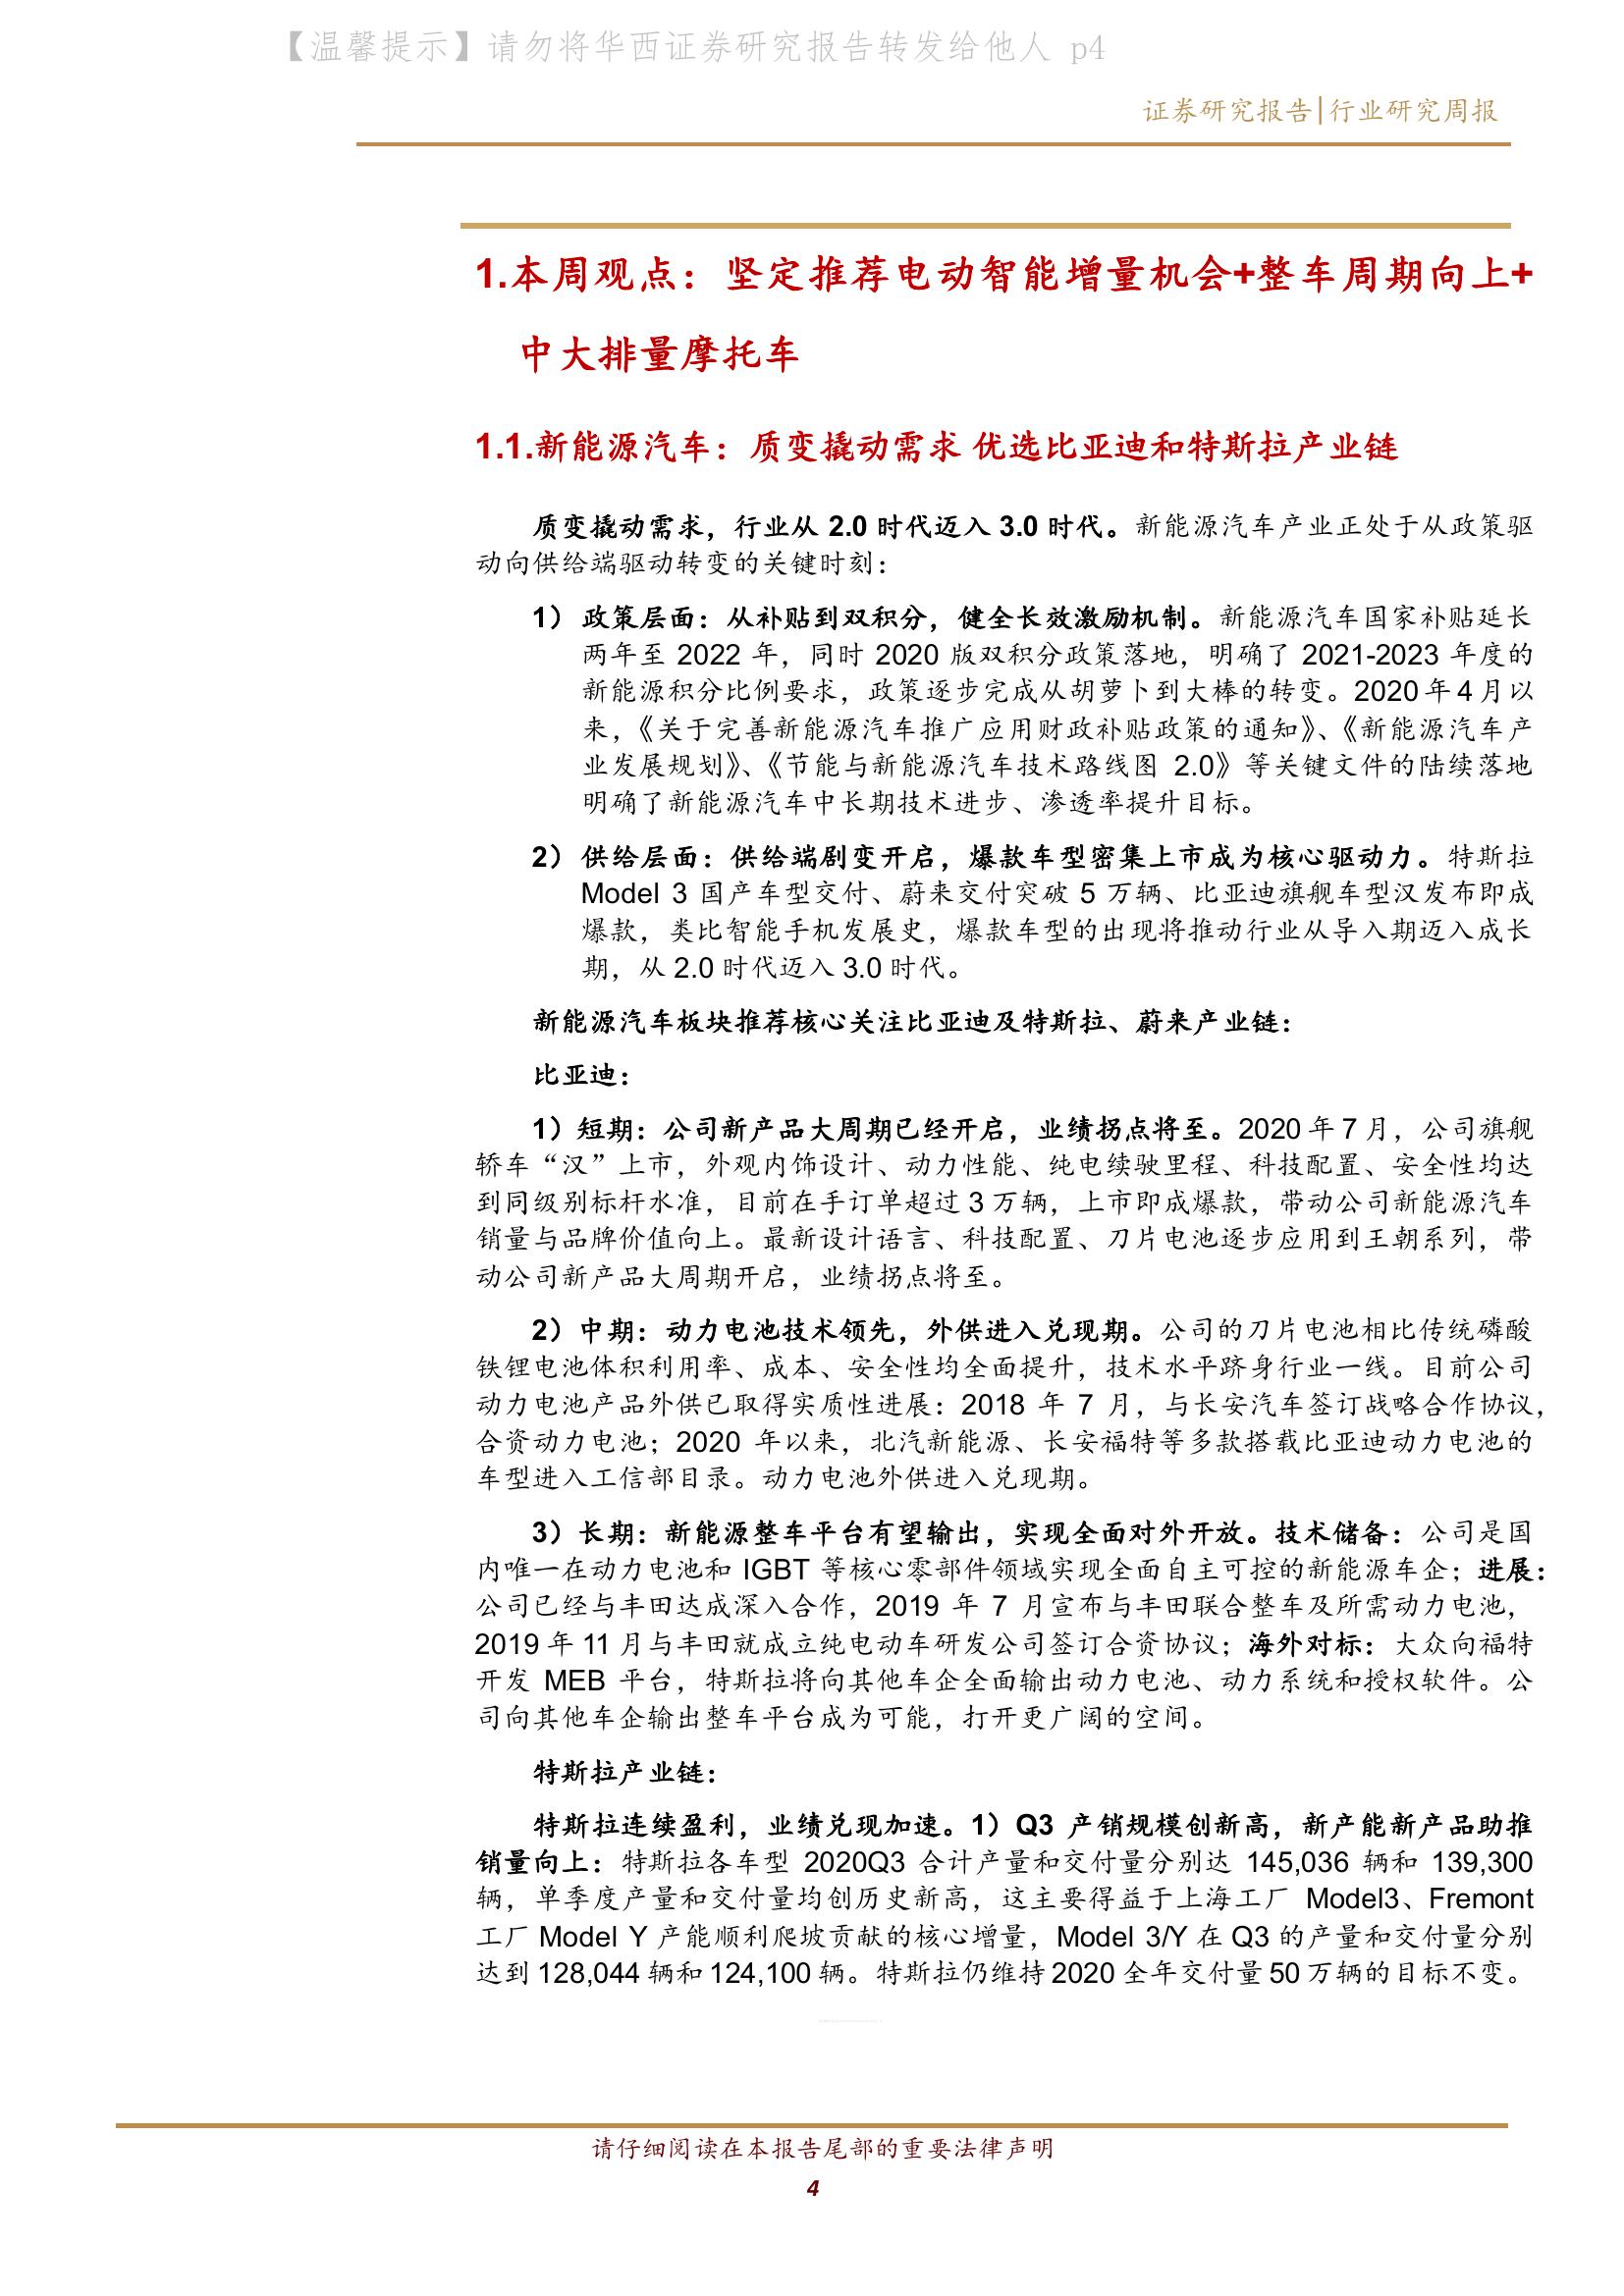 【温馨提示】请勿将华西证券研究报告转发给他人 p4
证券研究报告|行业研究周报
1.本周观点：坚定推荐电动智能增量机会+整车周期向上+
中大排量摩托车
1.1.新能源汽车：质变撬动需求 优选比亚迪和特斯拉产业链
质变撬动需求，行业从 2.0 时代迈入 3.0 时代。新能源汽车产业正处于从政策驱
动向供给端驱动转变的关键时刻：
1）政策层面：从补贴到双积分，健全长效激励机制。新能源汽车国家补贴延长
两年至 2022 年，同时 2020 版双积分政策落地，明确了 2021-2023 年度的
新能源积分比例要求，政策逐步完成从胡萝卜到大棒的转变。2020 年 4 月以
来，《关于完善新能源汽车推广应用财政补贴政策的通知》、《新能源汽车产
业发展规划》、《节能与新能源汽车技术路线图 2.0》等关键文件的陆续落地
明确了新能源汽车中长期技术进步、渗透率提升目标。
2）供给层面：供给端剧变开启，爆款车型密集上市成为核心驱动力。特斯拉
Model 3 国产车型交付、蔚来交付突破 5 万辆、比亚迪旗舰车型汉发布即成
爆款，类比智能手机发展史，爆款车型的出现将推动行业从导入期迈入成长
期，从 2.0 时代迈入 3.0 时代。
新能源汽车板块推荐核心关注比亚迪及特斯拉、蔚来产业链：
比亚迪：
1）短期：公司新产品大周期已经开启，业绩拐点将至。2020 年 7 月，公司旗舰
轿车“汉”上市，外观内饰设计、动力性能、纯电续驶里程、科技配置、安全性均达
到同级别标杆水准，目前在手订单超过 3 万辆，上市即成爆款，带动公司新能源汽车
销量与品牌价值向上。最新设计语言、科技配置、刀片电池逐步应用到王朝系列，带
动公司新产品大周期开启，业绩拐点将至。
2）中期：动力电池技术领先，外供进入兑现期。公司的刀片电池相比传统磷酸
铁锂电池体积利用率、成本、安全性均全面提升，技术水平跻身行业一线。目前公司
动力电池产品外供已取得实质性进展：2018 年 7 月，与长安汽车签订战略合作协议，
合资动力电池；2020 年以来，北汽新能源、长安福特等多款搭载比亚迪动力电池的
车型进入工信部目录。动力电池外供进入兑现期。
3）长期：新能源整车平台有望输出，实现全面对外开放。技术储备：公司是国
内唯一在动力电池和 IGBT 等核心零部件领域实现全面自主可控的新能源车企；进展：
公司已经与丰田达成深入合作，2019 年 7 月宣布与丰田联合整车及所需动力电池，
2019 年 11 月与丰田就成立纯电动车研发公司签订合资协议；海外对标：大众向福特
开发 MEB 平台，特斯拉将向其他车企全面输出动力电池、动力系统和授权软件。公
司向其他车企输出整车平台成为可能，打开更广阔的空间。
特斯拉产业链：
特斯拉连续盈利，业绩兑现加速。1）Q3 产销规模创新高，新产能新产品助推
销量向上：特斯拉各车型 2020Q3 合计产量和交付量分别达 145,036 辆和 139,300
辆，单季度产量和交付量均创历史新高，这主要得益于上海工厂 Model3、Fremont
工厂 Model Y 产能顺利爬坡贡献的核心增量，Model 3/Y 在 Q3 的产量和交付量分别
达到 128,044 辆和 124,100 辆。特斯拉仍维持 2020 全年交付量 50 万辆的目标不变。
请仔细阅读在本报告尾部的重要法律声明
4